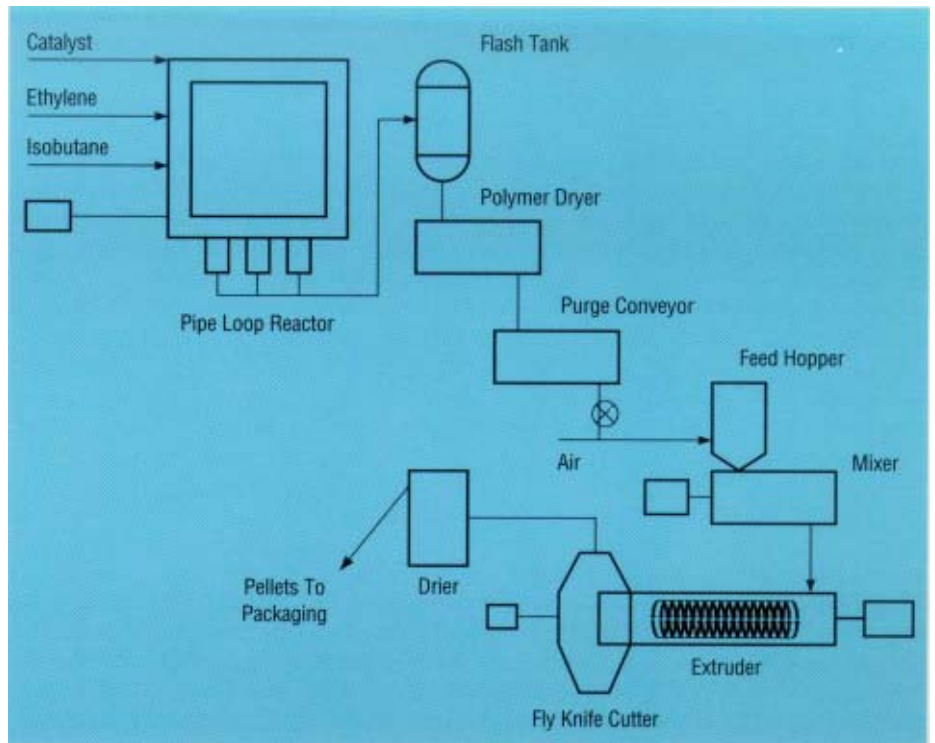 Catalyst
Flash Tank
Ethylene
Isobutane
Polymer Dryer
Pipe Loop Reactor
Purge Conveyor
Feed Hopper
Air
Mixer
Pellets To
Packaging
Drier
Extruder
Fly Knife Cutter